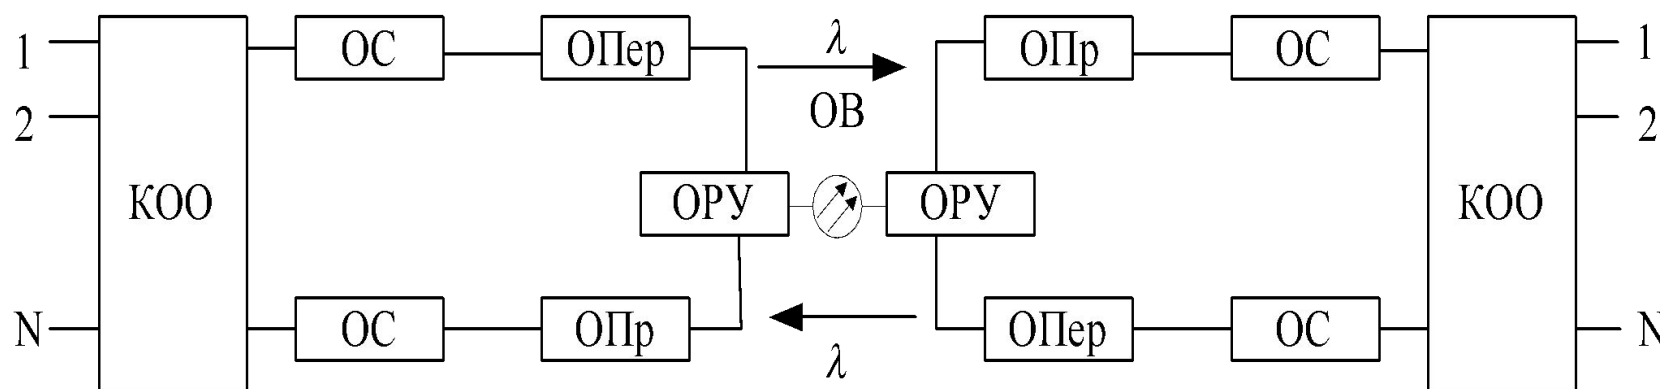 1 ОС ОПер λ ОПр ОС 1
2 ОВ 2
КОО ОРУ ОРУ КОО
N ОС ОПр ОПер ОС N
λ